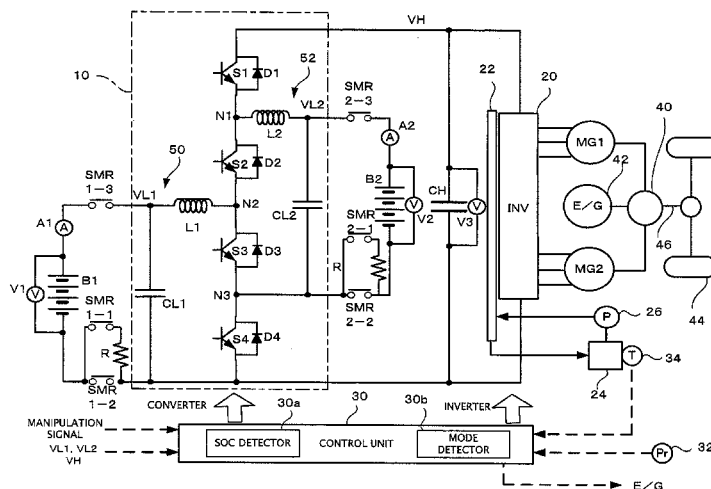 VH
10
S1
D1
52
22
20
SMR
2-3
VL2
N1
L2
A2
A
MG1
40
50
S2
D2
B2
42
SMR
1-3
VL1
N2
CL2
CH
V
V
V2
V3
INV
E/G
A1
A
L1
SMR
2-1
46
S3
D3
R
MG2
V1
V
B1
CL1
N3
SMR
1-1
SMR
2-2
P
26
44
S4
D4
R
T
34
SMR
1-2
24
CONVERTER
30a
30
30b
INVERTER
MANIPULATION
SIGNAL
SOC DETECTOR
CONTROL UNIT
MODE
DETECTOR
32
VL1, VL2
VH
Pr
E/G